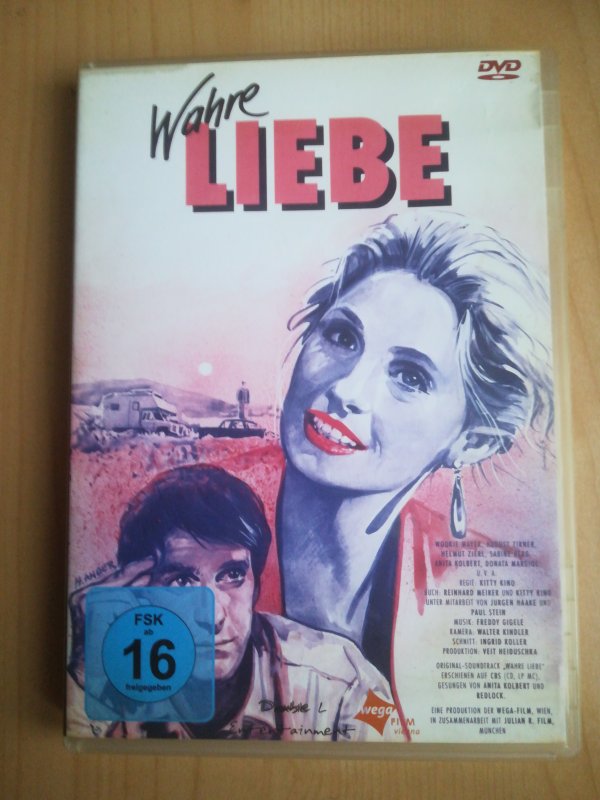 DVD
Wahre
LIEBE
WOOKIE MAYER, AUGUST ZIRNER,
HELMUT ZIERL, SABINE BERG,
ANITA KOLBERT, DONATA
U.V.A.
REGIE: KITTY KINO
BUCH: REINHARD MEIKER UND KITTY KINO
UNTER MITARBEIT VON JÜRGEN HAAKE UND
PAUL STEIN
MUSIK: FREDDY GIGELE
KAMERA: WALTER KINDLER
SCHNITT: INGRID KOLLER
PRODUKTION: VEIT HEIDUSCHKA
ORIGINAL-SOUNDTRACK „WAHRE LIEBE"
ERSCHIENEN AUF CBS (CD, LP MC).
GESUNGEN VON ANITA KOLBERT UND
REDLOCK.
EINE PRODUKTION DER WEGA-FILM, WIEN,
IN ZUSAMMENARBEIT MIT JULIAN R. FILM,
MÜNCHEN
H. ANGER
FSK
ab
16
freigegeben
Double L
Entertainment
wega
FILM
vienna